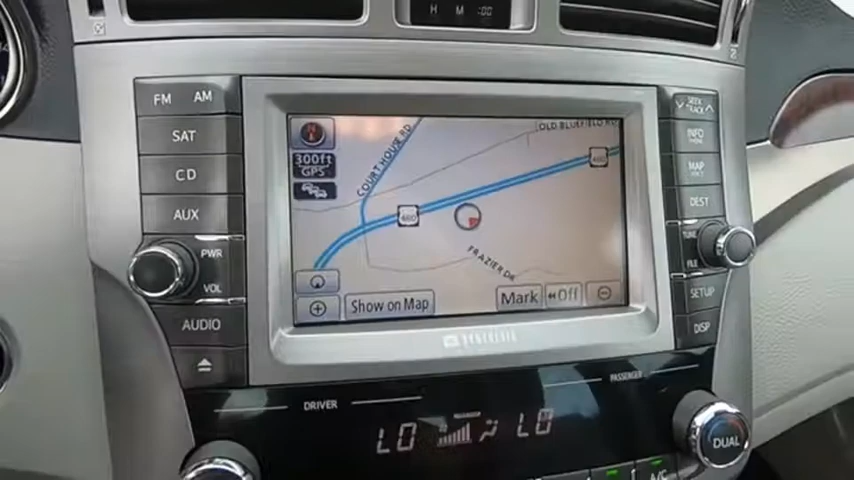 H M :00
FM AM
SAT
CD
AUX
PWR
VOL
AUDIO
SEEK
TRACK
INFO
MAP
DEST
TUNE
FILE
SETUP
DISP
300ft
GPS
COURT HOUSE RD
OLD BLUEFIELD RD
460
460
FRAZIER DR
Show on Map
Mark
Off
DRIVER
PASSENGER
LO
LO
DUAL
A/C